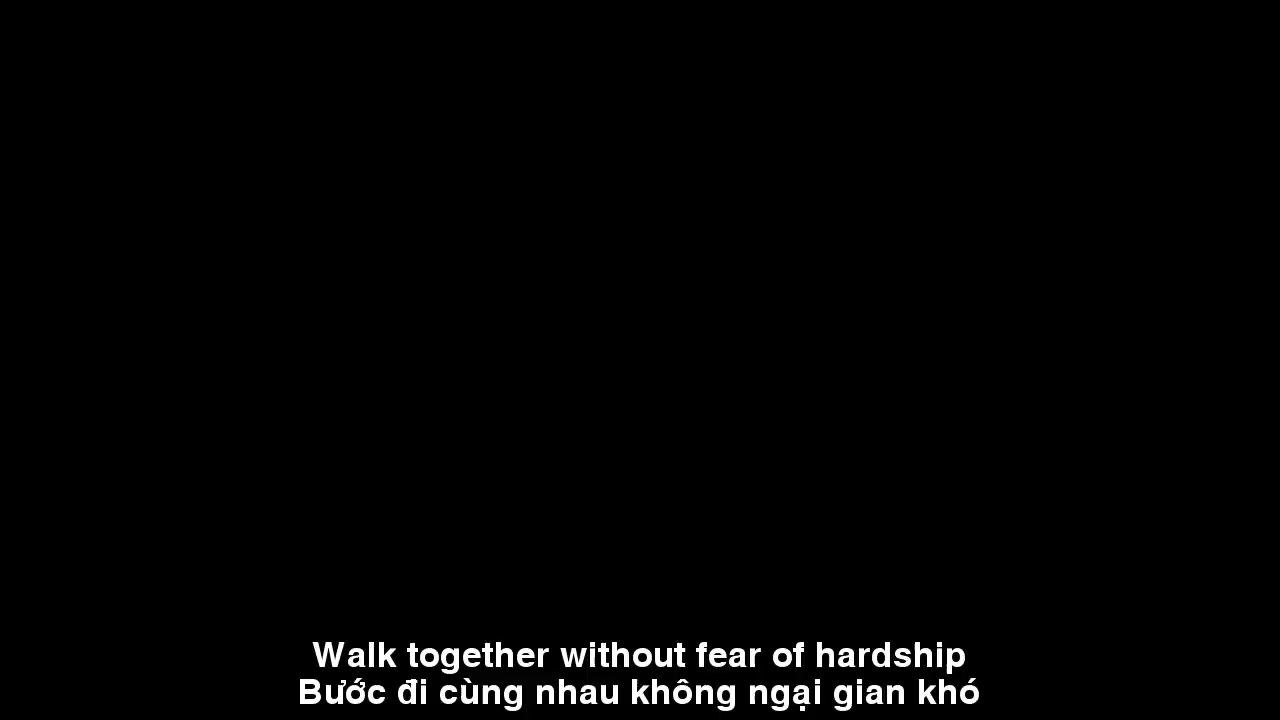 Walk together without fear of hardship
Bước đi cùng nhau không ngại gian khó